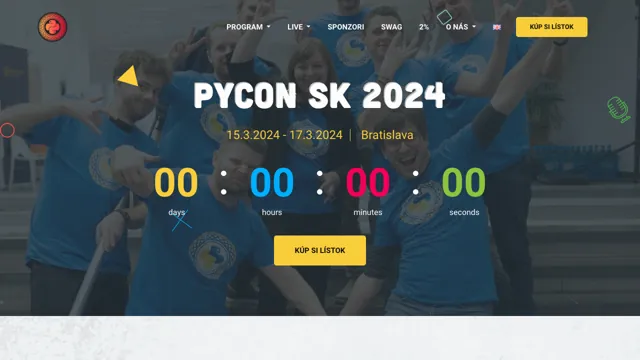 PROGRAM LIVE SPONZORI SWAG 2% O NÁS KÚP SI LÍSTOK
PYCON SK 2024
15.3.2024 - 17.3.2024 | Bratislava
00 : 00 : 00 : 00
days hours minutes seconds
KÚP SI LÍSTOK